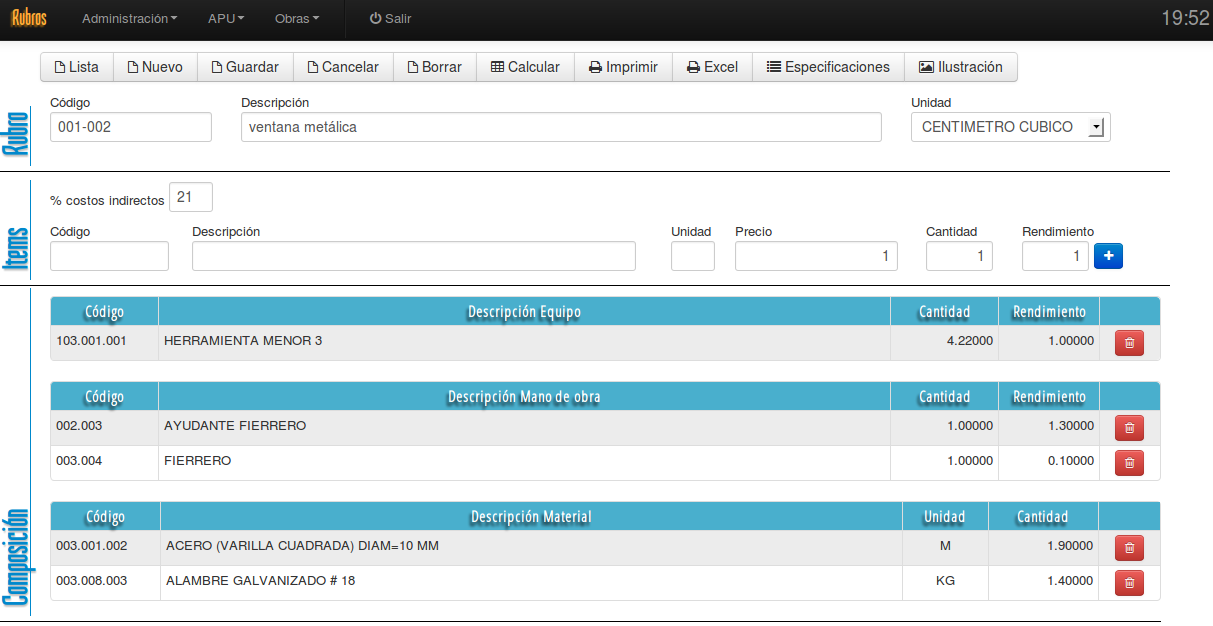 Rubros Administración APU Obras Salir 19:52
Lista Nuevo Guardar Cancelar Borrar Calcular Imprimir Excel Especificaciones Ilustración
Rubro
Código Descripción Unidad
001-002 ventana metálica CENTIMETRO CUBICO
Items
% costos indirectos 21
Código Descripción Unidad Precio Cantidad Rendimiento
1 1 1 +
Composición
Código Descripción Equipo Cantidad Rendimiento
103.001.001 HERRAMIENTA MENOR 3 4.22000 1.00000
Código Descripción Mano de obra Cantidad Rendimiento
002.003 AYUDANTE FIERRERO 1.00000 1.30000
003.004 FIERRERO 1.00000 0.10000
Código Descripción Material Unidad Cantidad
003.001.002 ACERO (VARILLA CUADRADA) DIAM=10 MM M 1.90000
003.008.003 ALAMBRE GALVANIZADO # 18 KG 1.40000